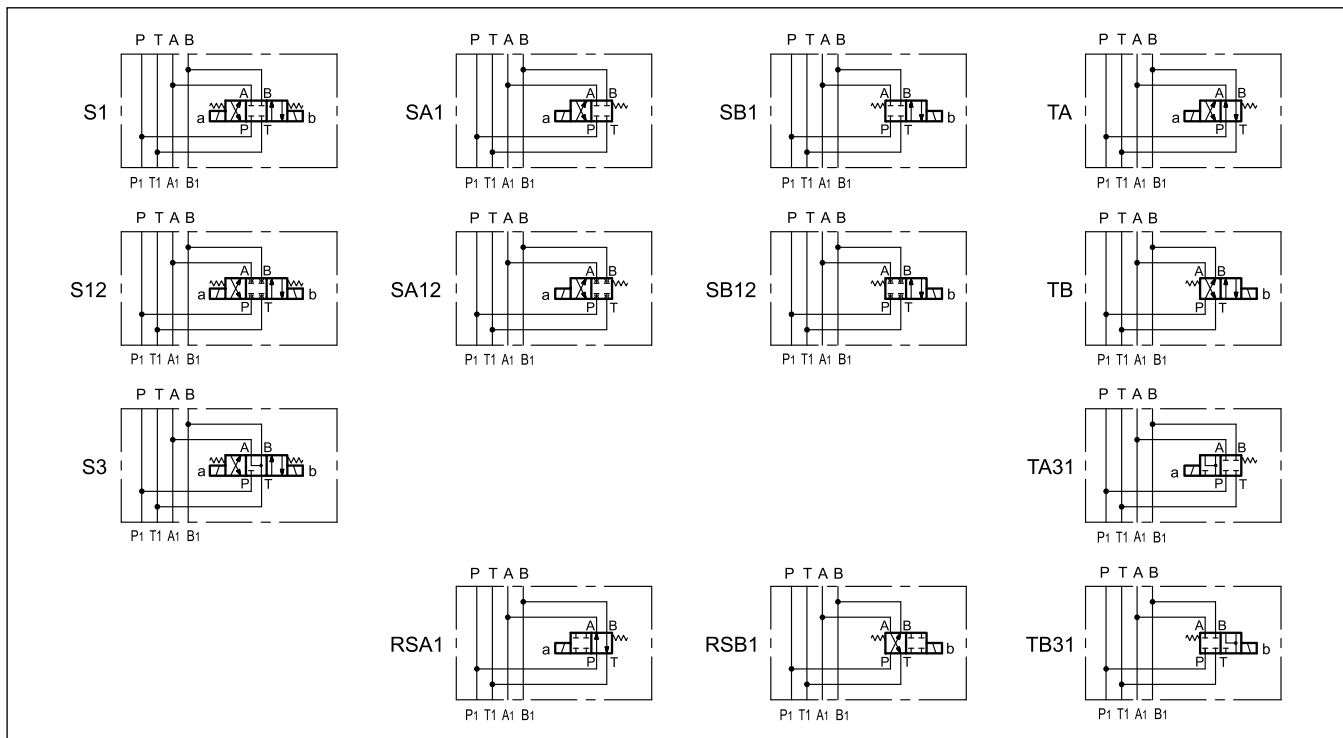 P T A B
S1
A B
a b
P T
P1 T1 A1 B1
P T A B
SA1
A B
a
P T
P1 T1 A1 B1
P T A B
SB1
A B
b
P T
P1 T1 A1 B1
P T A B
TA
A B
a
P T
P1 T1 A1 B1
P T A B
S12
A B
a b
P T
P1 T1 A1 B1
P T A B
SA12
A B
a
P T
P1 T1 A1 B1
P T A B
SB12
A B
b
P T
P1 T1 A1 B1
P T A B
TB
A B
b
P T
P1 T1 A1 B1
P T A B
S3
A B
a b
P T
P1 T1 A1 B1
P T A B
TA31
A B
a
P T
P1 T1 A1 B1
P T A B
RSA1
A B
a
P T
P1 T1 A1 B1
P T A B
RSB1
A B
b
P T
P1 T1 A1 B1
P T A B
TB31
A B
b
P T
P1 T1 A1 B1